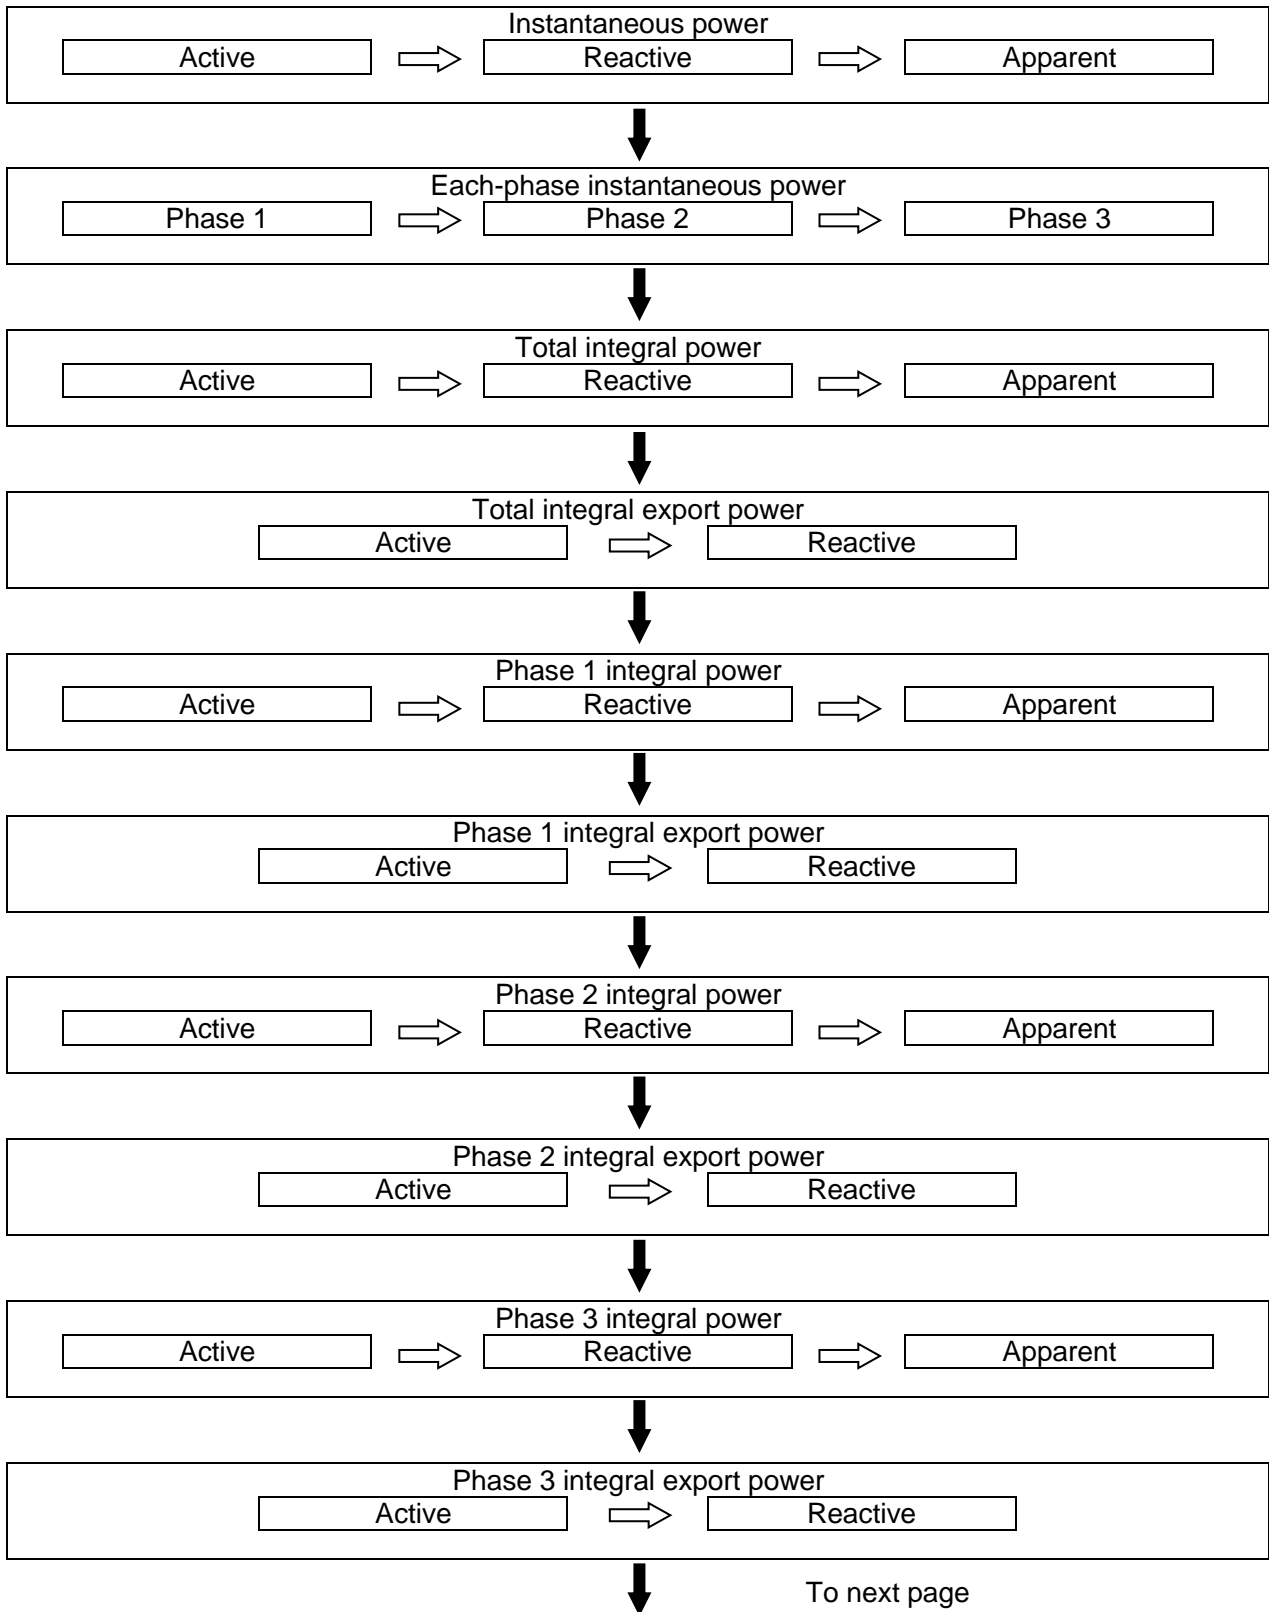 Instantaneous power
Active Reactive Apparent
Each-phase instantaneous power
Phase 1 Phase 2 Phase 3
Total integral power
Active Reactive Apparent
Total integral export power
Active Reactive
Phase 1 integral power
Active Reactive Apparent
Phase 1 integral export power
Active Reactive
Phase 2 integral power
Active Reactive Apparent
Phase 2 integral export power
Active Reactive
Phase 3 integral power
Active Reactive Apparent
Phase 3 integral export power
Active Reactive
To next page